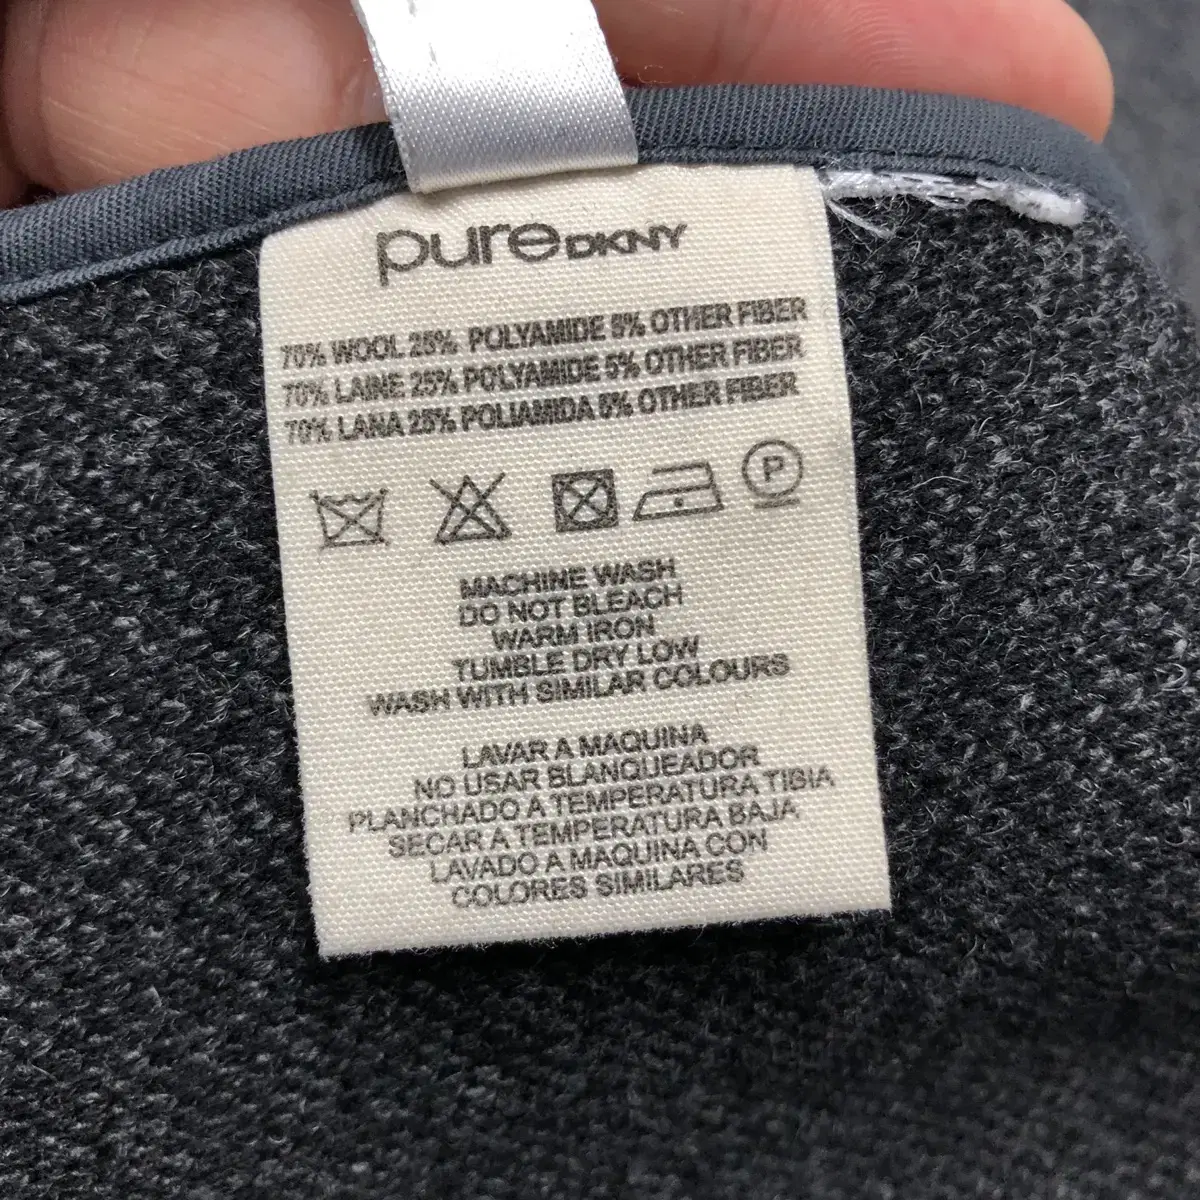 pureDKNY
70% WOOL 25% POLYAMIDE 5% OTHER FIBER
70% LAINE 25% POLYAMIDE 5% OTHER FIBER
70% LANA 25% POLIAMIDA 5% OTHER FIBER
P
MACHINE WASH
DO NOT BLEACH
WARM IRON
TUMBLE DRY LOW
WASH WITH SIMILAR COLOURS
LAVAR A MAQUINA
NO USAR BLANQUEADOR
PLANCHADO A TEMPERATURA TIBIA
SECAR A TEMPERATURA BAJA
LAVADO A MAQUINA CON
COLORES SIMILARES